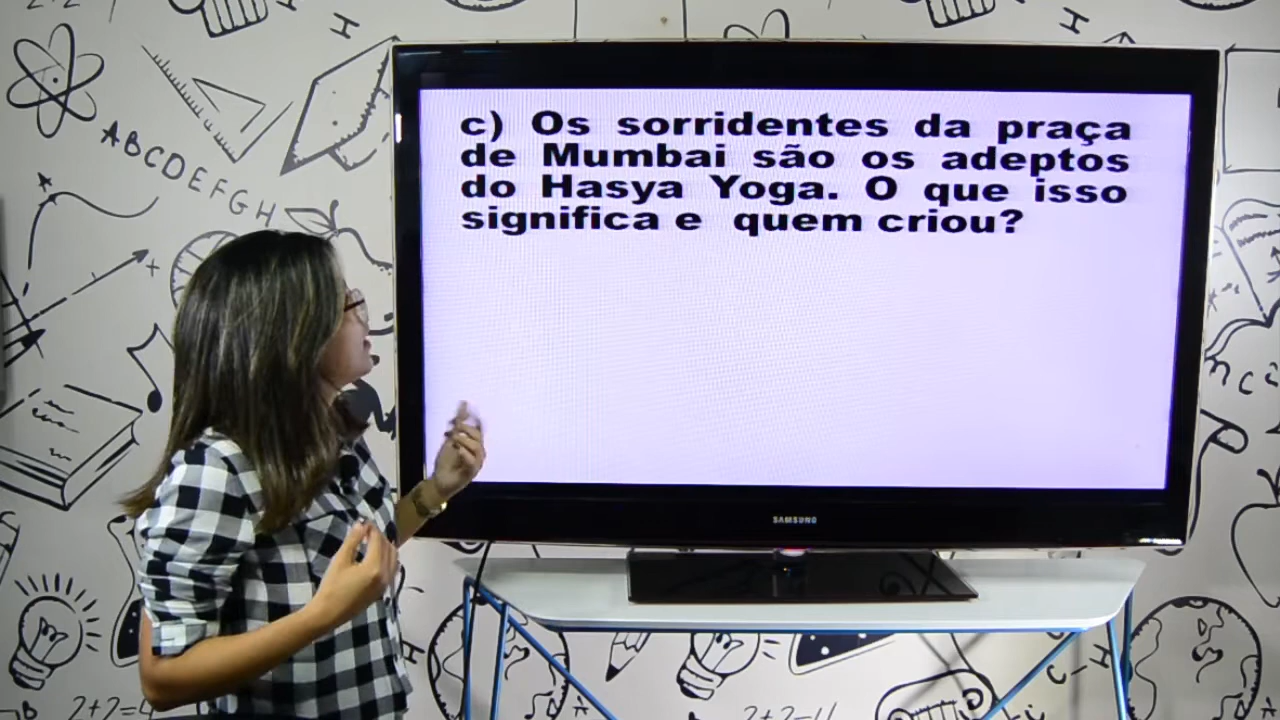 H
H
ABCDEFGH
c) Os sorridentes da praça
de Mumbai são os adeptos
do Hasya Yoga. O que isso
significa e quem criou?
SAMSUNG
2+2=4
C-H